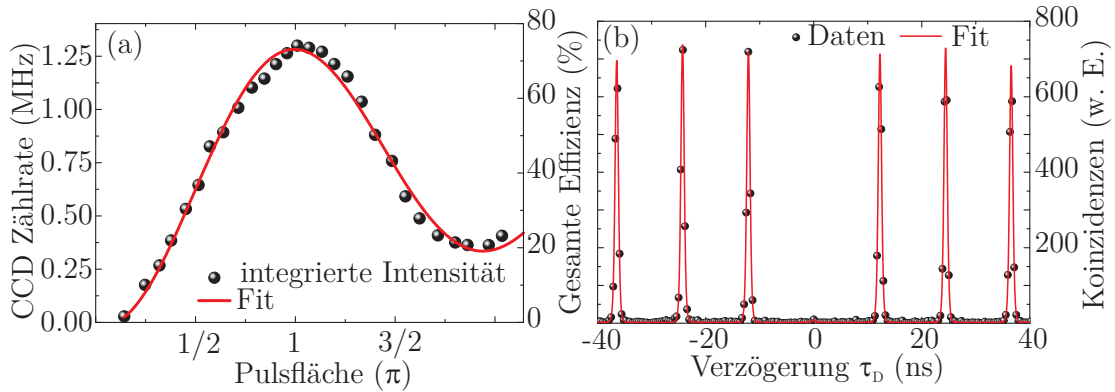 (a)
CCD Zählrate (MHz)
1.25
1.00
0.75
0.50
0.25
0.00
integrierte Intensität
Fit
1/2 1 3/2
Pulsfläche (π)
80
60
40
20
0
Gesamte Effizienz (%)
(b)
Daten Fit
-40 -20 0 20 40
Verzögerung τD (ns)
800
600
400
200
0
Koinzidenzen (w. E.)